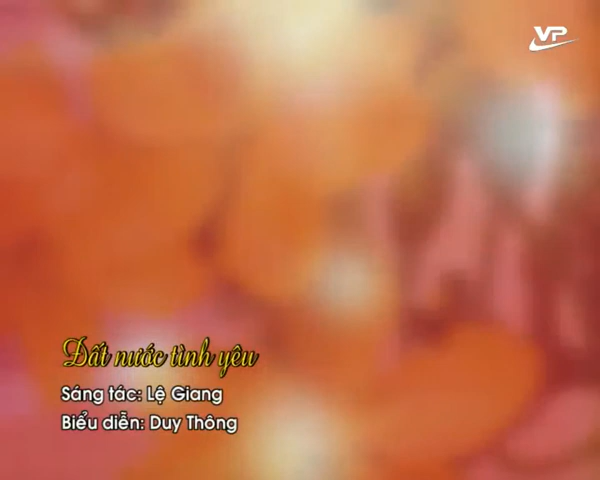 VP
Đất nước tình yêu
Sáng tác: Lệ Giang
Biểu diễn: Duy Thông